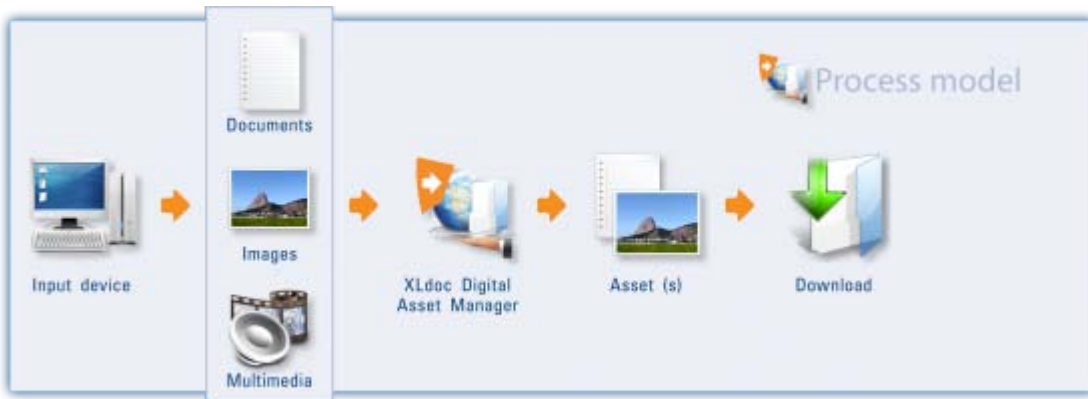 Process model
Documents
Images
Multimedia
Input device
XLdoc Digital
Asset Manager
Asset (s)
Download